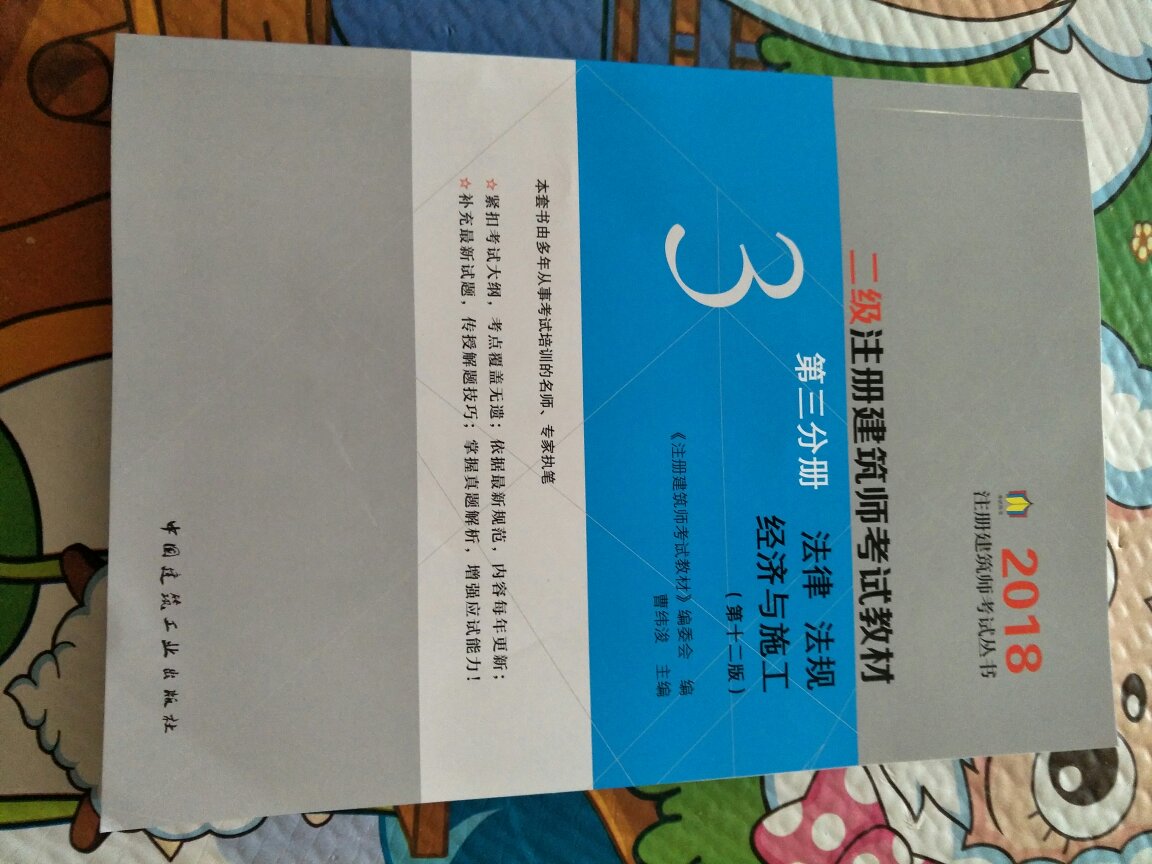 2018
注册建筑师考试丛书
二级注册建筑师考试教材
3 第三分册 法律 法规
经济与施工
(第十二版)
《注册建筑师考试教材》编委会 编
曹纬浚 主编
本套书由多年从事考试培训的名师、专家执笔
☆紧扣考试大纲,考点覆盖无遗;依据最新规范,内容每年更新;
☆补充最新试题,传授解题技巧;掌握真题解析,增强应试能力!
中国建筑工业出版社